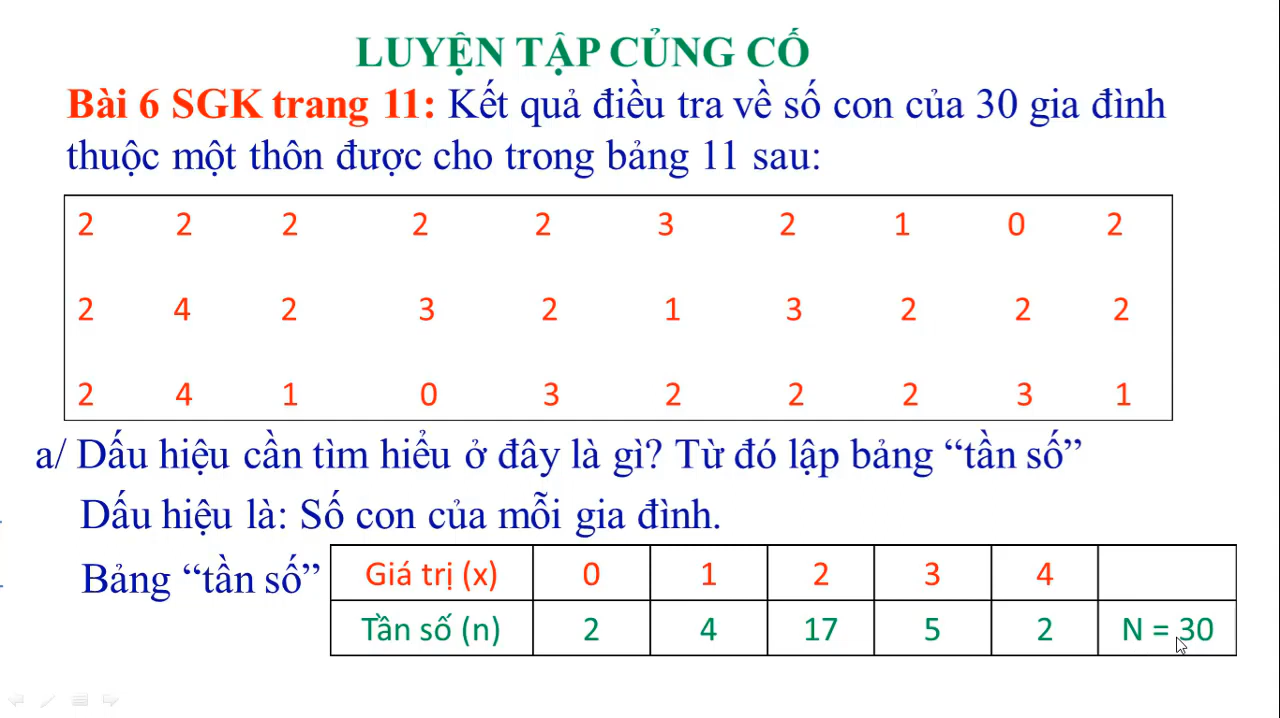 LUYỆN TẬP CỦNG CỐ
Bài 6 SGK trang 11: Kết quả điều tra về số con của 30 gia đình
thuộc một thôn được cho trong bảng 11 sau:
2 2 2 2 2 3 2 1 0 2
2 4 2 3 2 1 3 2 2 2
2 4 1 0 3 2 2 2 3 1
a/ Dấu hiệu cần tìm hiểu ở đây là gì? Từ đó lập bảng “tần số”
Dấu hiệu là: Số con của mỗi gia đình.
Bảng “tần số”
Giá trị (x) 0 1 2 3 4
Tần số (n) 2 4 17 5 2 N = 30